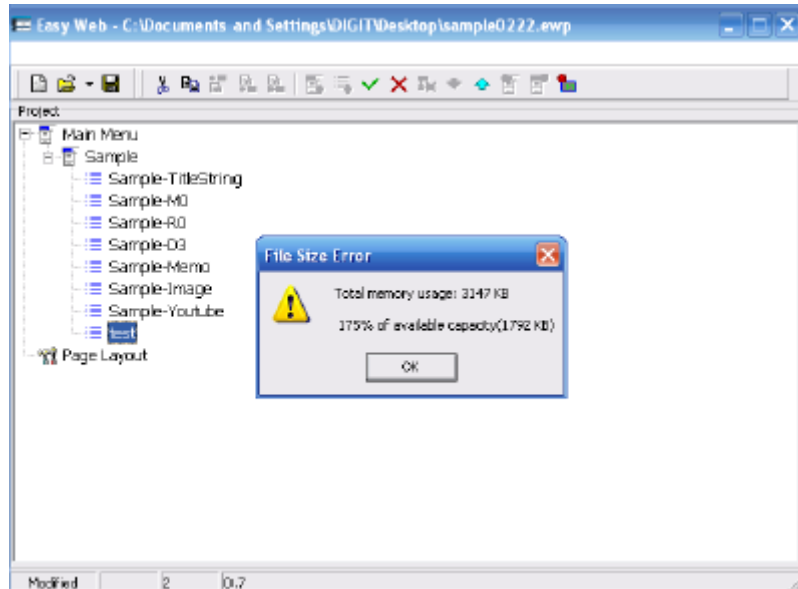 Easy Web - C:\Documents and Settings\DIGIT\Desktop\sample0222.ewp
Project
Main Menu
Sample
Sample-TitleString
Sample-M0
Sample-R0
Sample-D3
Sample-Memo
Sample-Image
Sample-Youtube
test
Page Layout
File Size Error
Total memory usage: 3147 KB
175% of available capacity(1792 KB)
OK
Modified 2 0.7